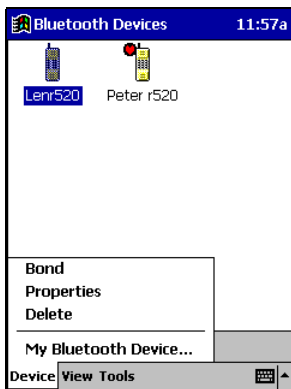 Bluetooth Devices 11:57a
Lenr520 Peter r520
Bond
Properties
Delete
My Bluetooth Device...
Device View Tools